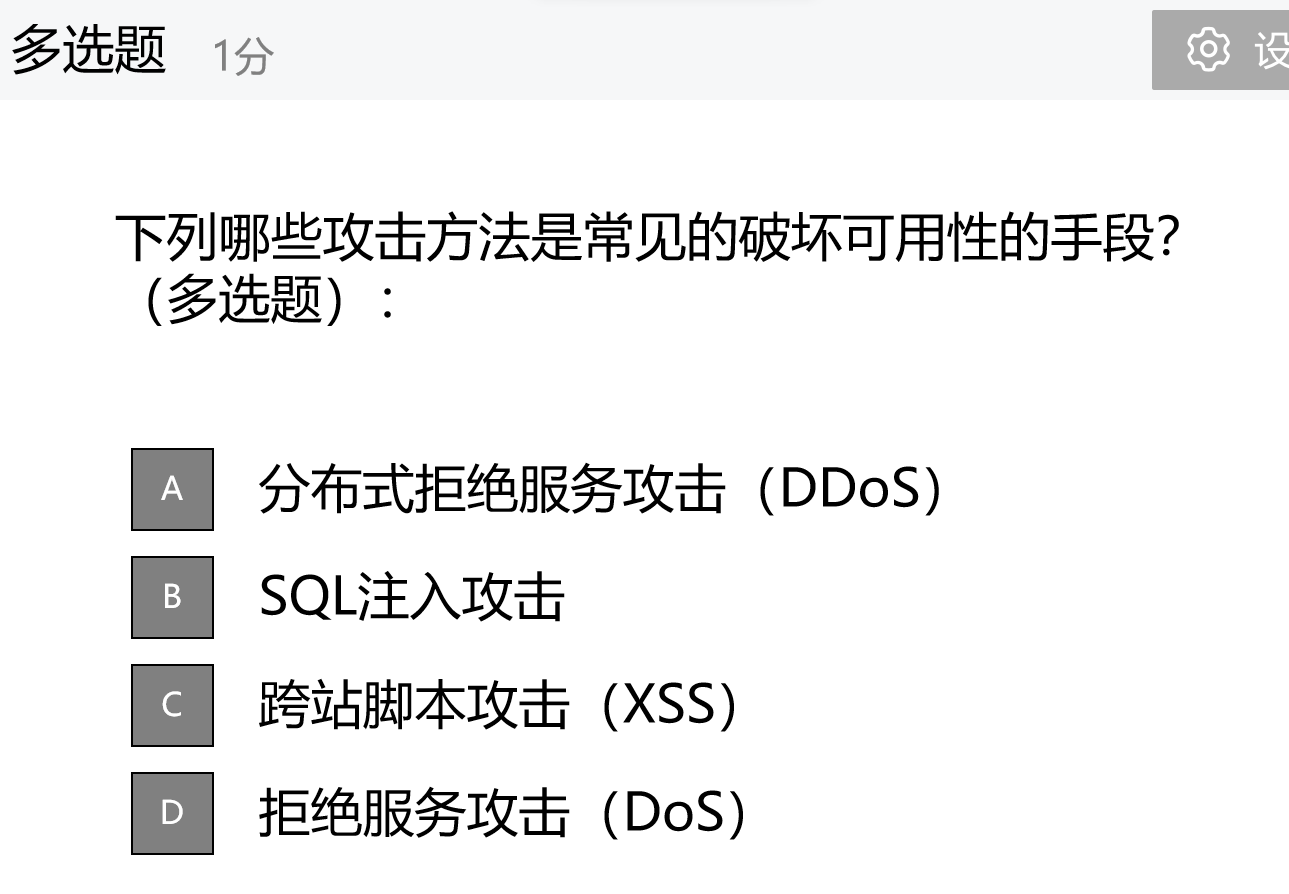 多选题 1分
设
下列哪些攻击方法是常见的破坏可用性的手段?
（多选题）:
A 分布式拒绝服务攻击（DDoS）
B SQL注入攻击
C 跨站脚本攻击（XSS）
D 拒绝服务攻击（DoS）